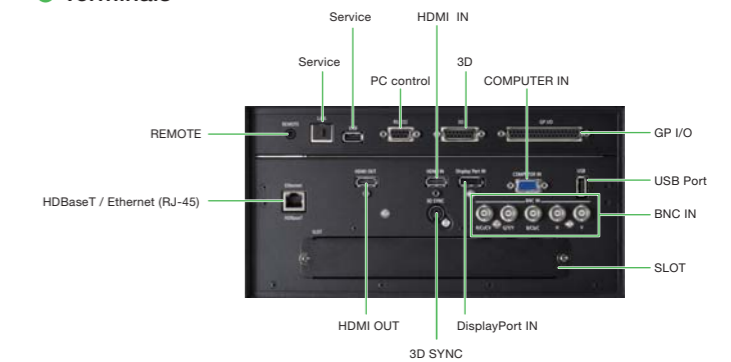 Terminals
Service
HDMI IN
Service
PC control
3D
COMPUTER IN
REMOTE
GP I/O
HDBaseT / Ethernet (RJ-45)
USB Port
BNC IN
SLOT
HDMI OUT
DisplayPort IN
3D SYNC
REMOTE
3D
GP I/O
Ethernet
HDMI OUT
HDMI IN
Display Port IN
COMPUTER IN
USB
HDBaseT
3D SYNC
BNC IN
SLOT